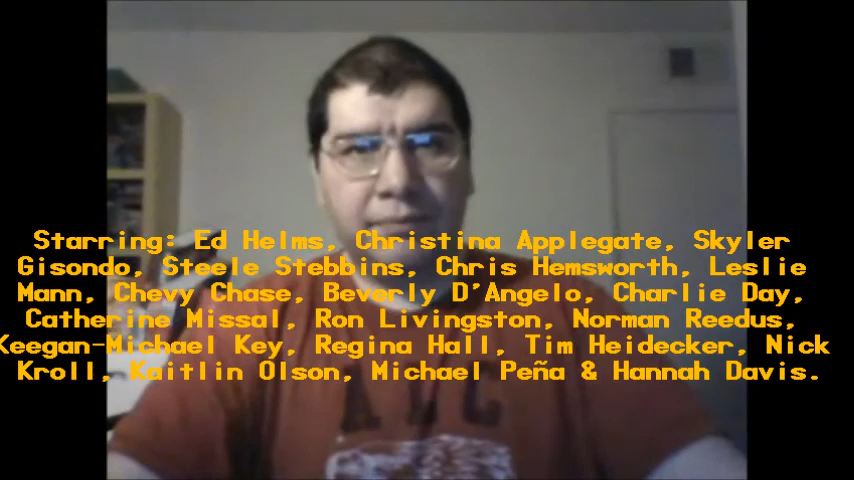 Starring: Ed Helms, Christina Applegate, Skyler
Gisondo, Steele Stebbins, Chris Hemsworth, Leslie
Mann, Chevy Chase, Beverly D'Angelo, Charlie Day,
Catherine Missal, Ron Livingston, Norman Reedus,
Keegan-Michael Key, Regina Hall, Tim Heidecker, Nick
Kroll, Kaitlin Olson, Michael Peña & Hannah Davis.